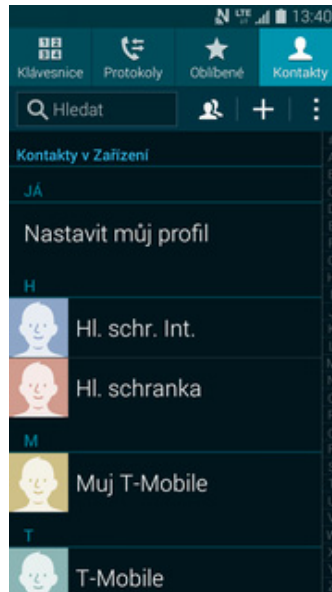 LTE 13:40
Klávesnice Protokoly Oblíbené Kontakty
Hledat
Kontakty v Zařízení
JÁ
Nastavit můj profil
H
Hl. schr. Int.
Hl. schranka
M
Muj T-Mobile
T
T-Mobile